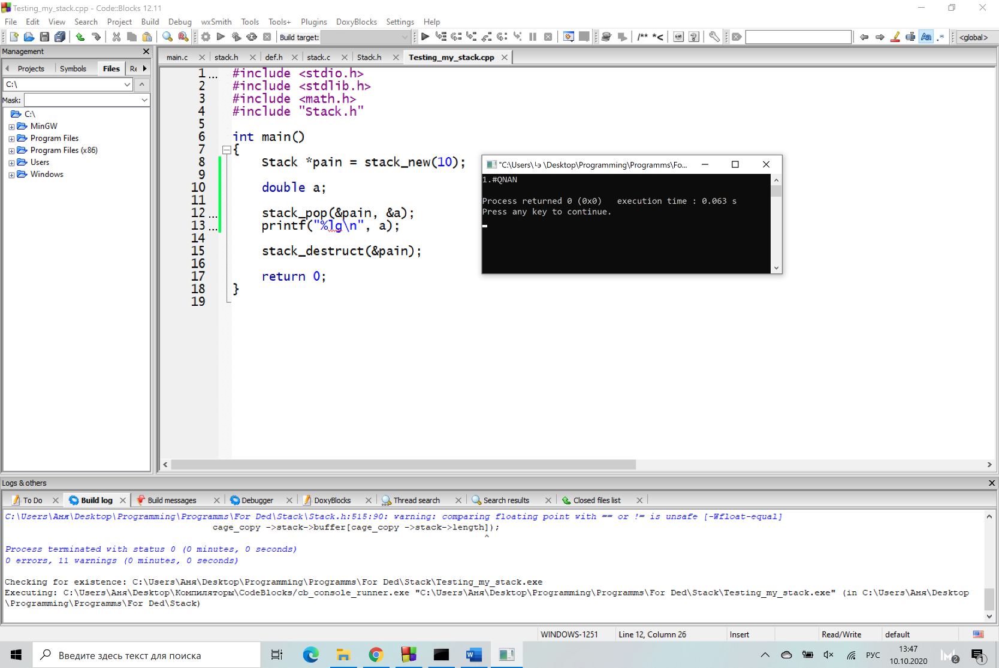 Testing_my_stack.cpp - Code::Blocks 12.11
File Edit View Search Project Build Debug wxSmith Tools Tools+ Plugins DoxyBlocks Settings Help
Build target:
/** *<
<global>
Management
Projects Symbols Files Re
C:\
Mask:
C:\
MinGW
Program Files
Program Files (x86)
Users
Windows
main.c stack.h def.h stack.c Stack.h Testing_my_stack.cpp
1 #include <stdio.h>
2 #include <stdlib.h>
3 #include <math.h>
4 #include "Stack.h"
5
6 int main()
7 {
8 Stack *pain = stack_new(10);
9
10 double a;
11
12 stack_pop(&pain, &a);
13 printf("%lg\n", a);
14
15 stack_destruct(&pain);
16
17 return 0;
18 }
19
\Desktop\Programming\Programms\Fo...
1.#QNAN
Process returned 0 (0x0) execution time : 0.063 s
Press any key to continue.
Logs & others
To Do Build log Build messages Debugger DoxyBlocks Thread search Search results Closed files list
C:\Users\Аня\Desktop\Programming\Programms\For Ded\Stack\Stack.h:515:90: warning: comparing floating point with == or != is unsafe [-Wfloat-equal]
cage_copy ->stack->buffer[cage_copy ->stack->length]);
^
Process terminated with status 0 (0 minutes, 0 seconds)
0 errors, 11 warnings (0 minutes, 0 seconds)
Checking for existence: C:\Users\Аня\Desktop\Programming\Programms\For Ded\Stack\Testing_my_stack.exe
Executing: C:\Users\Аня\Desktop\Компиляторы\CodeBlocks/cb_console_runner.exe "C:\Users\Аня\Desktop\Programming\Programms\For Ded\Stack\Testing_my_stack.exe" (in C:\Users\Аня\Desktop
\Programming\Programms\For Ded\Stack)
WINDOWS-1251 Line 12, Column 26 Insert Read/Write default
Введите здесь текст для поиска
РУС
13:47
10.10.2020
2
1